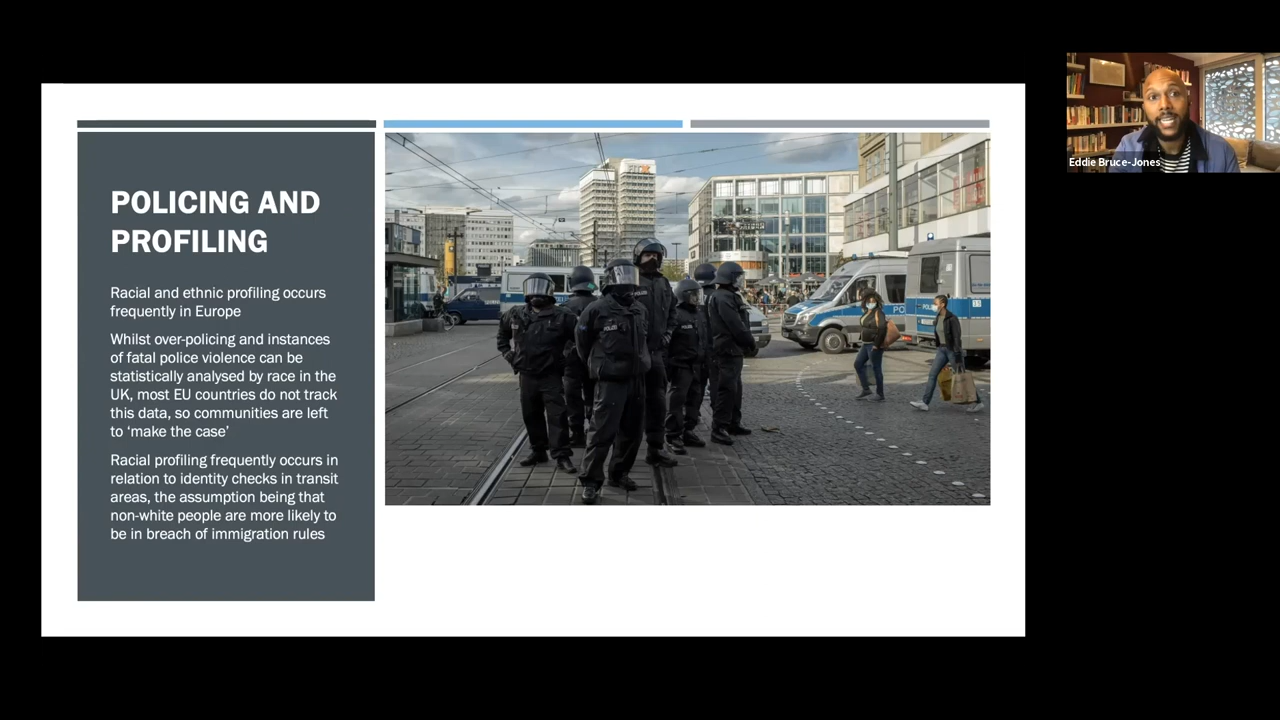 POLICING AND
PROFILING
Racial and ethnic profiling occurs
frequently in Europe
Whilst over-policing and instances
of fatal police violence can be
statistically analysed by race in the
UK, most EU countries do not track
this data, so communities are left
to ‘make the case’
Racial profiling frequently occurs in
relation to identity checks in transit
areas, the assumption being that
non-white people are more likely to
be in breach of immigration rules
Eddie Bruce-Jones